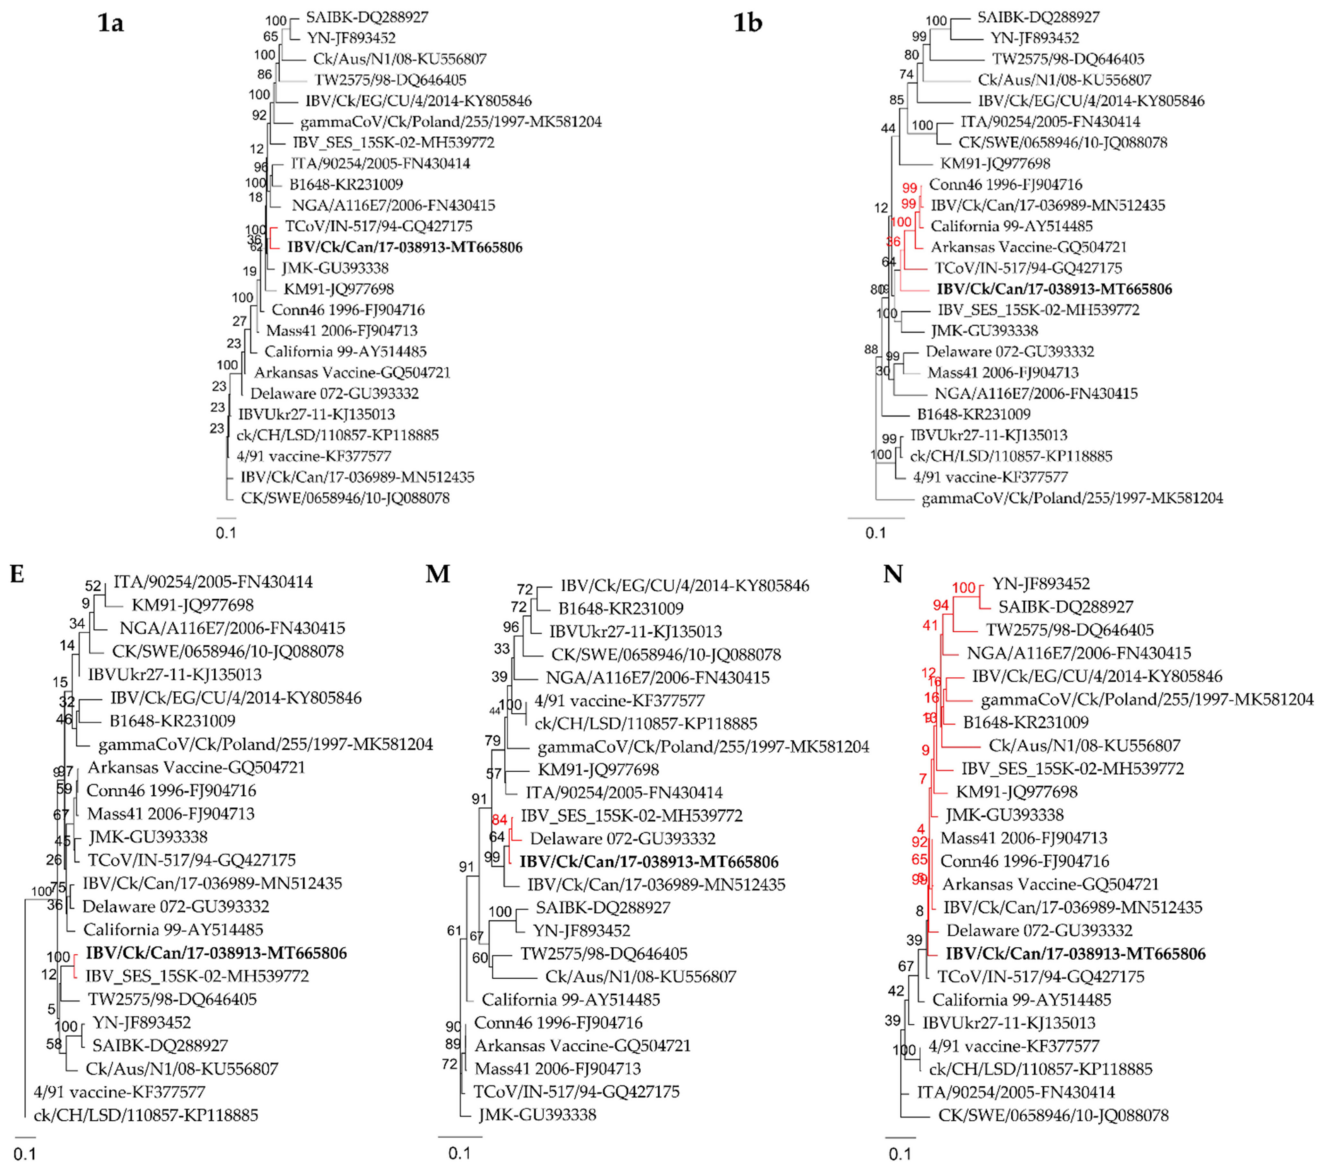 1a
SAIBK-DQ288927
100
YN-JF893452
65
Ck/Aus/N1/08-KU556807
100
TW2575/98-DQ646405
86
IBV/Ck/EG/CU/4/2014-KY805846
100
gammaCoV/Ck/Poland/255/1997-MK581204
92
IBV_SES_15SK-02-MH539772
12
ITA/90254/2005-FN430414
96
B1648-KR231009
100
NGA/A116E7/2006-FN430415
18
TCoV/IN-517/94-GQ427175
100
36
IBV/Ck/Can/17-038913-MT665806
62
JMK-GU393338
19
KM91-JQ977698
100
Conn46 1996-FJ904716
27
Mass41 2006-FJ904713
23
California 99-AY514485
100
Arkansas Vaccine-GQ504721
23
Delaware 072-GU393332
23
IBVUkr27-11-KJ135013
23
ck/CH/LSD/110857-KP118885
4/91 vaccine-KF377577
IBV/Ck/Can/17-036989-MN512435
CK/SWE/0658946/10-JQ088078
0.1
1b
SAIBK-DQ288927
100
YN-JF893452
99
TW2575/98-DQ646405
80
Ck/Aus/N1/08-KU556807
74
IBV/Ck/EG/CU/4/2014-KY805846
85
ITA/90254/2005-FN430414
100
44
CK/SWE/0658946/10-JQ088078
KM91-JQ977698
Conn46 1996-FJ904716
99
IBV/Ck/Can/17-036989-MN512435
99
12
California 99-AY514485
100
Arkansas Vaccine-GQ504721
36
TCoV/IN-517/94-GQ427175
64
IBV/Ck/Can/17-038913-MT665806
IBV_SES_15SK-02-MH539772
100
JMK-GU393338
Delaware 072-GU393332
88
99
Mass41 2006-FJ904713
30
NGA/A116E7/2006-FN430415
B1648-KR231009
IBVUkr27-11-KJ135013
99
ck/CH/LSD/110857-KP118885
100
4/91 vaccine-KF377577
gammaCoV/Ck/Poland/255/1997-MK581204
0.1
E
ITA/90254/2005-FN430414
52
KM91-JQ977698
9
NGA/A116E7/2006-FN430415
34
CK/SWE/0658946/10-JQ088078
14
IBVUkr27-11-KJ135013
15
IBV/Ck/EG/CU/4/2014-KY805846
32
B1648-KR231009
46
gammaCoV/Ck/Poland/255/1997-MK581204
Arkansas Vaccine-GQ504721
Conn46 1996-FJ904716
59
Mass41 2006-FJ904713
67
JMK-GU393338
45
TCoV/IN-517/94-GQ427175
26
IBV/Ck/Can/17-036989-MN512435
100
75
Delaware 072-GU393332
36
California 99-AY514485
IBV/Ck/Can/17-038913-MT665806
100
IBV_SES_15SK-02-MH539772
12
TW2575/98-DQ646405
5
YN-JF893452
100
SAIBK-DQ288927
58
Ck/Aus/N1/08-KU556807
4/91 vaccine-KF377577
ck/CH/LSD/110857-KP118885
0.1
M
IBV/Ck/EG/CU/4/2014-KY805846
72
B1648-KR231009
72
IBVUkr27-11-KJ135013
96
CK/SWE/0658946/10-JQ088078
33
NGA/A116E7/2006-FN430415
39
4/91 vaccine-KF377577
100
44
ck/CH/LSD/110857-KP118885
79
gammaCoV/Ck/Poland/255/1997-MK581204
KM91-JQ977698
57
ITA/90254/2005-FN430414
91
IBV_SES_15SK-02-MH539772
84
Delaware 072-GU393332
64
IBV/Ck/Can/17-038913-MT665806
99
91
IBV/Ck/Can/17-036989-MN512435
SAIBK-DQ288927
100
YN-JF893452
61
67
TW2575/98-DQ646405
60
Ck/Aus/N1/08-KU556807
California 99-AY514485
Conn46 1996-FJ904716
90
Arkansas Vaccine-GQ504721
89
Mass41 2006-FJ904713
72
TCoV/IN-517/94-GQ427175
JMK-GU393338
0.1
N
YN-JF893452
100
SAIBK-DQ288927
94
TW2575/98-DQ646405
41
NGA/A116E7/2006-FN430415
12
IBV/Ck/EG/CU/4/2014-KY805846
16
gammaCoV/Ck/Poland/255/1997-MK581204
16
B1648-KR231009
Ck/Aus/N1/08-KU556807
9
IBV_SES_15SK-02-MH539772
7
KM91-JQ977698
JMK-GU393338
4
Mass41 2006-FJ904713
92
Conn46 1996-FJ904716
65
Arkansas Vaccine-GQ504721
IBV/Ck/Can/17-036989-MN512435
8
Delaware 072-GU393332
39
IBV/Ck/Can/17-038913-MT665806
67
TCoV/IN-517/94-GQ427175
42
California 99-AY514485
39
IBVUkr27-11-KJ135013
4/91 vaccine-KF377577
100
ck/CH/LSD/110857-KP118885
ITA/90254/2005-FN430414
CK/SWE/0658946/10-JQ088078
0.1